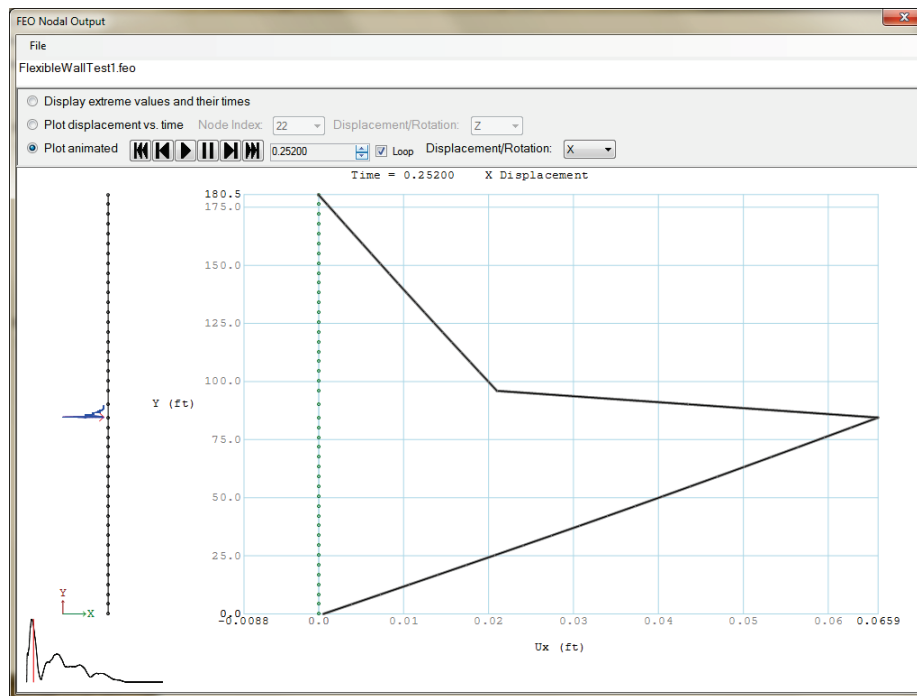 FEO Nodal Output
File
FlexibleWallTest1.feo
Display extreme values and their times
Plot displacement vs. time Node Index: 22 Displacement/Rotation: Z
Plot animated 0.25200 Loop Displacement/Rotation: X
Time = 0.25200 X Displacement
180.5
175.0
150.0
125.0
100.0
Y (ft)
75.0
50.0
25.0
Y
X
0.0
-0.0088 0.0 0.01 0.02 0.03 0.04 0.05 0.06 0.0659
Ux (ft)